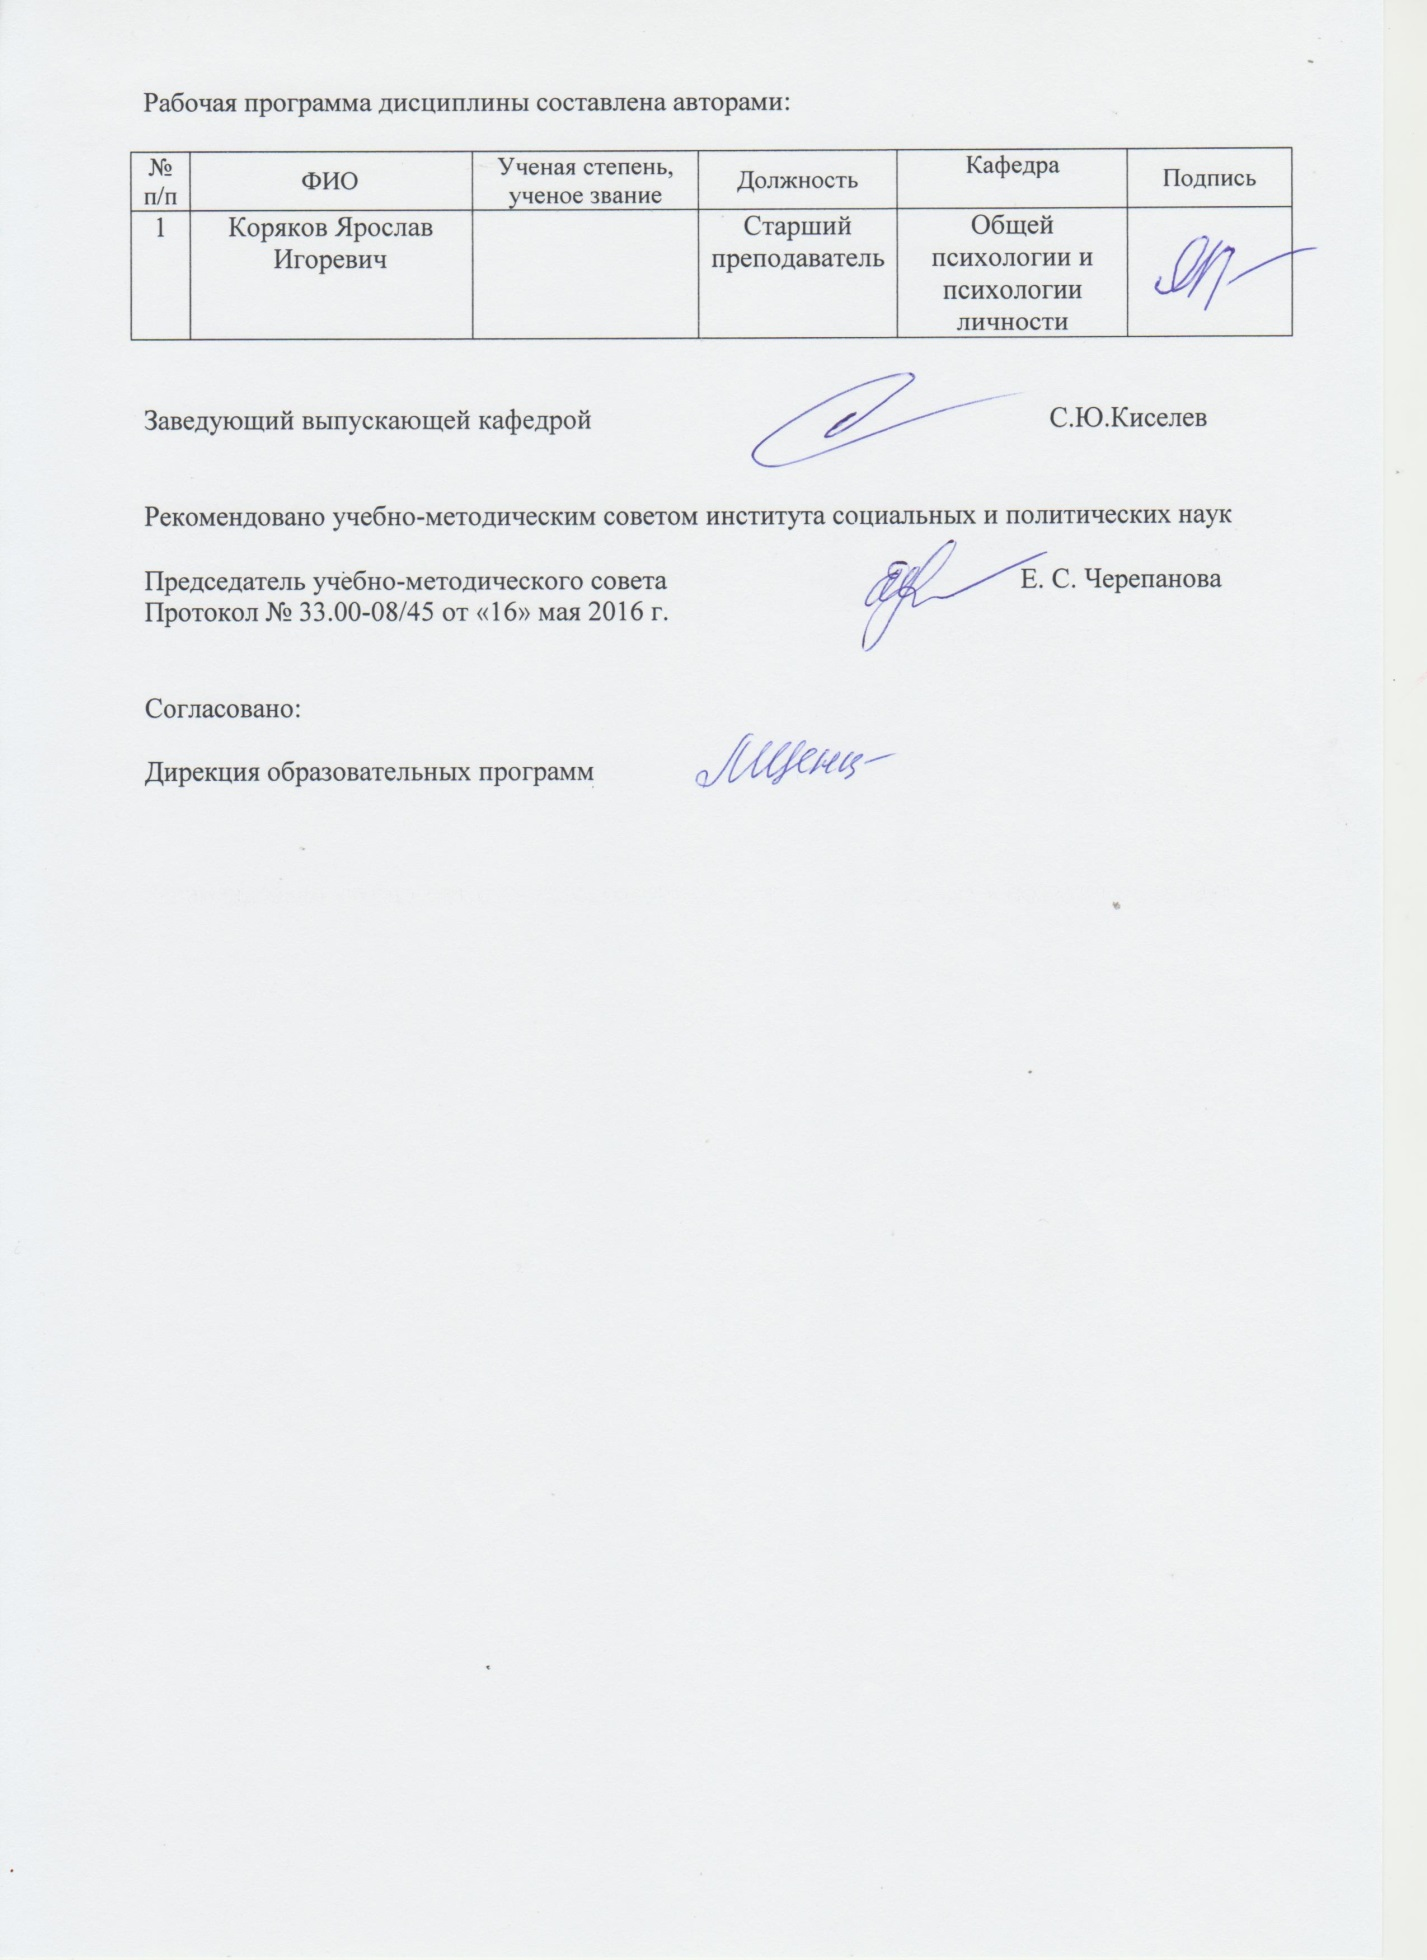 Рабочая программа дисциплины составлена авторами:
№ п/п ФИО Ученая степень, ученое звание Должность Кафедра Подпись
1 Коряков Ярослав Игоревич Старший преподаватель Общей психологии и психологии личности
Заведующий выпускающей кафедрой С.Ю.Киселев
Рекомендовано учебно-методическим советом института социальных и политических наук
Председатель учебно-методического совета Е. С. Черепанова
Протокол № 33.00-08/45 от «16» мая 2016 г.
Согласовано:
Дирекция образовательных программ